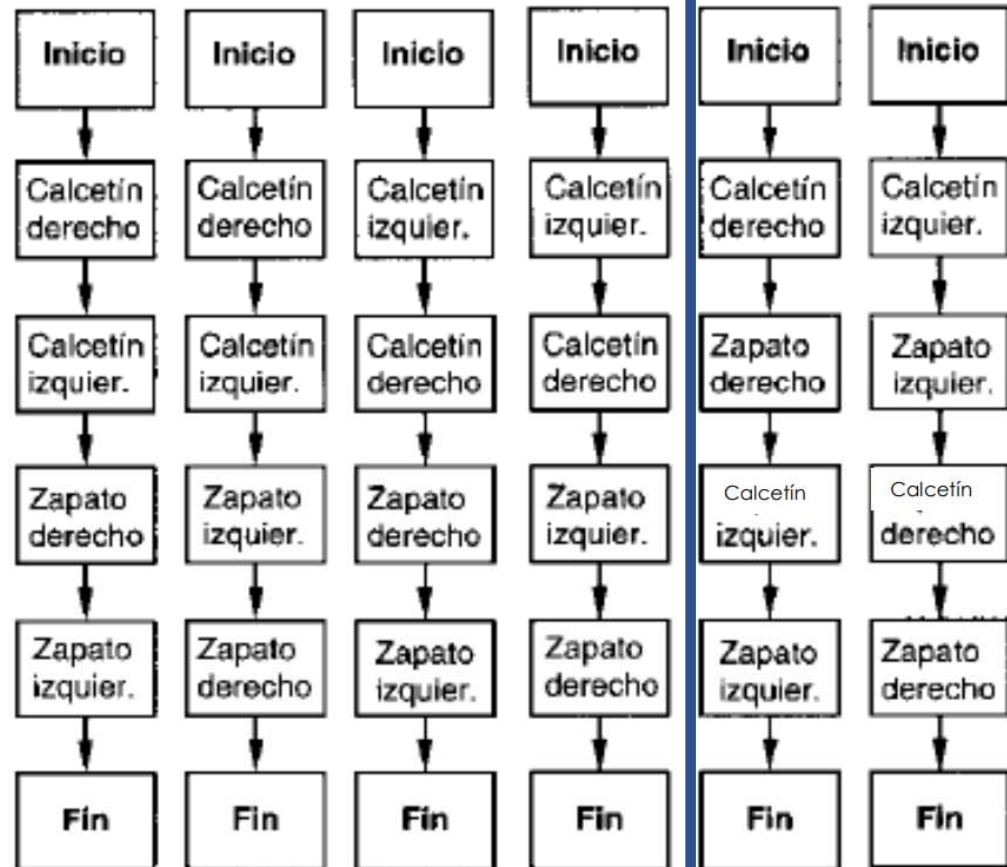 Inicio
Calcetín
derecho
Calcetín
izquier.
Zapato
derecho
Zapato
izquier.
Fin
Inicio
Calcetín
derecho
Calcetín
izquier.
Zapato
izquier.
Zapato
derecho
Fin
Inicio
Calcetín
izquier.
Calcetín
derecho
Zapato
derecho
Zapato
izquier.
Fin
Inicio
Calcetín
izquier.
Calcetín
derecho
Zapato
izquier.
Zapato
derecho
Fin
Inicio
Calcetín
derecho
Zapato
derecho
Calcetín
izquier.
Zapato
izquier.
Fin
Inicio
Calcetín
izquier.
Zapato
izquier.
Calcetín
derecho
Zapato
derecho
Fin